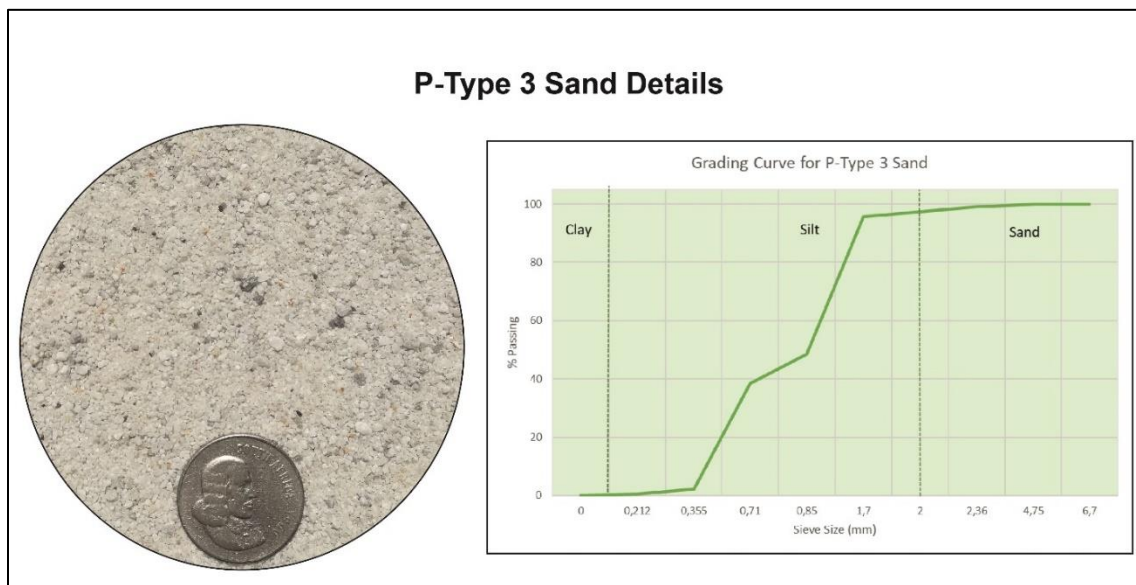 P-Type 3 Sand Details
Grading Curve for P-Type 3 Sand
100
80
60
40
20
0
% Passing
Clay
Silt
Sand
0 0,212 0,355 0,71 0,85 1,7 2 2,36 4,75 6,7
Sieve Size (mm)